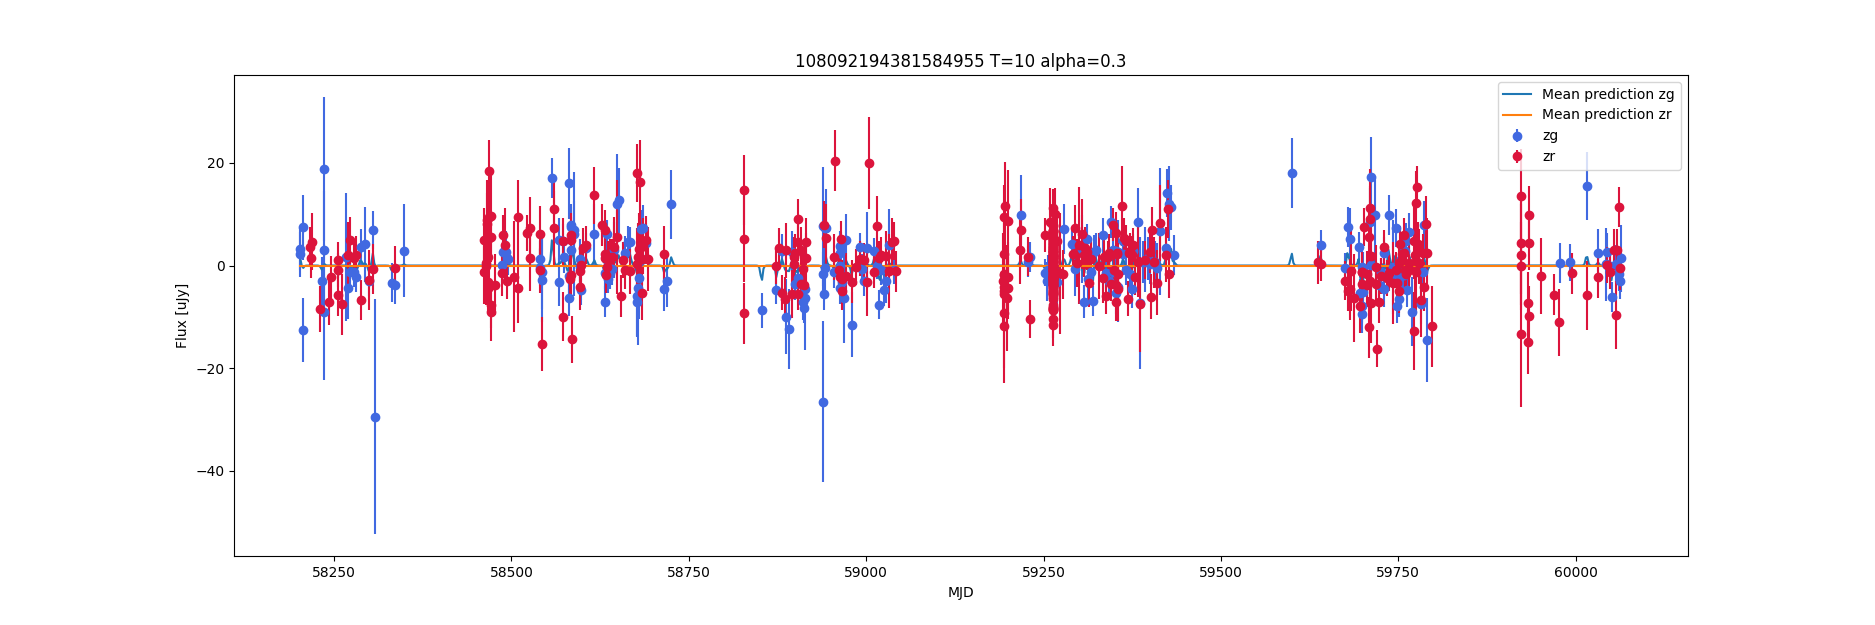 108092194381584955 T=10 alpha=0.3
Mean prediction zg
Mean prediction zr
zg
zr
20
0
−20
−40
Flux [uJy]
58250 58500 58750 59000 59250 59500 59750 60000
MJD